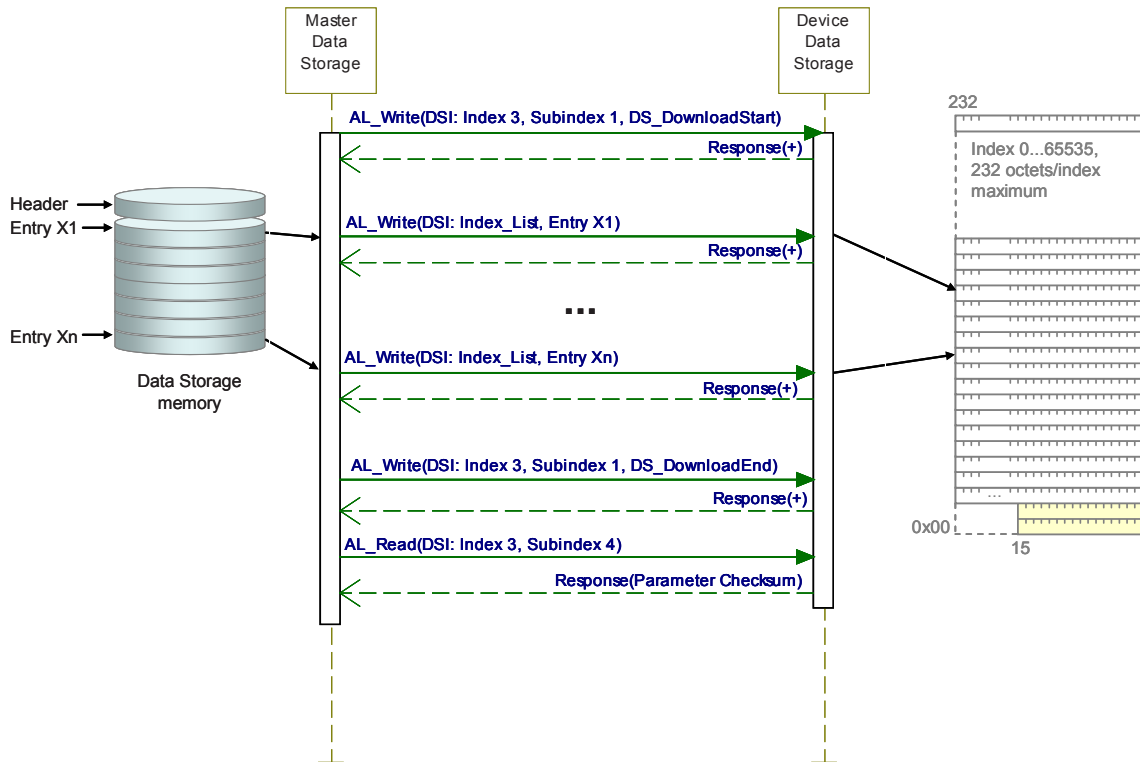 Master
Data
Storage
Device
Data
Storage
232
AL_Write(DSI: Index 3, Subindex 1, DS_DownloadStart)
Response(+)
Index 0...65535,
232 octets/index
maximum
Header
Entry X1
AL_Write(DSI: Index_List, Entry X1)
Response(+)
...
Entry Xn
AL_Write(DSI: Index_List, Entry Xn)
Data Storage
memory
Response(+)
AL_Write(DSI: Index 3, Subindex 1, DS_DownloadEnd)
Response(+)
...
0x00
15
AL_Read(DSI: Index 3, Subindex 4)
Response(Parameter Checksum)